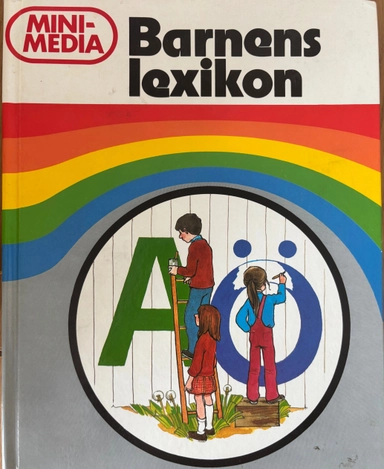 MINI-
MEDIA
Barnens
lexikon
A Ö